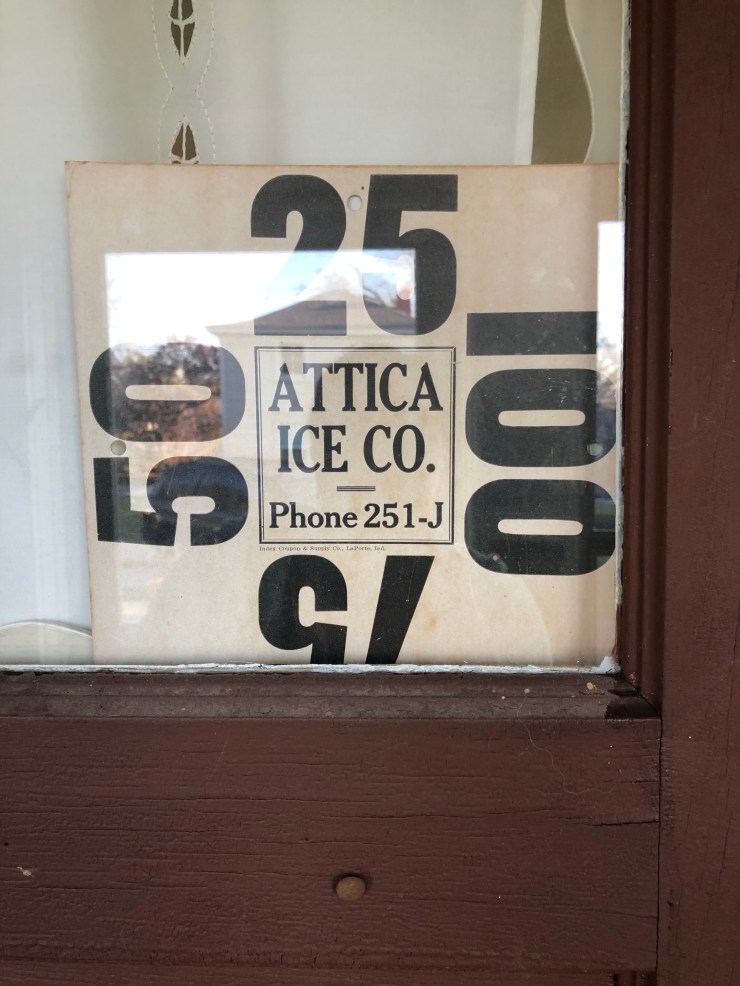 25
50
ATTICA
ICE CO.
Phone 251-J
100
Index Coupon & Supply Co., LaPorte, Ind.
75